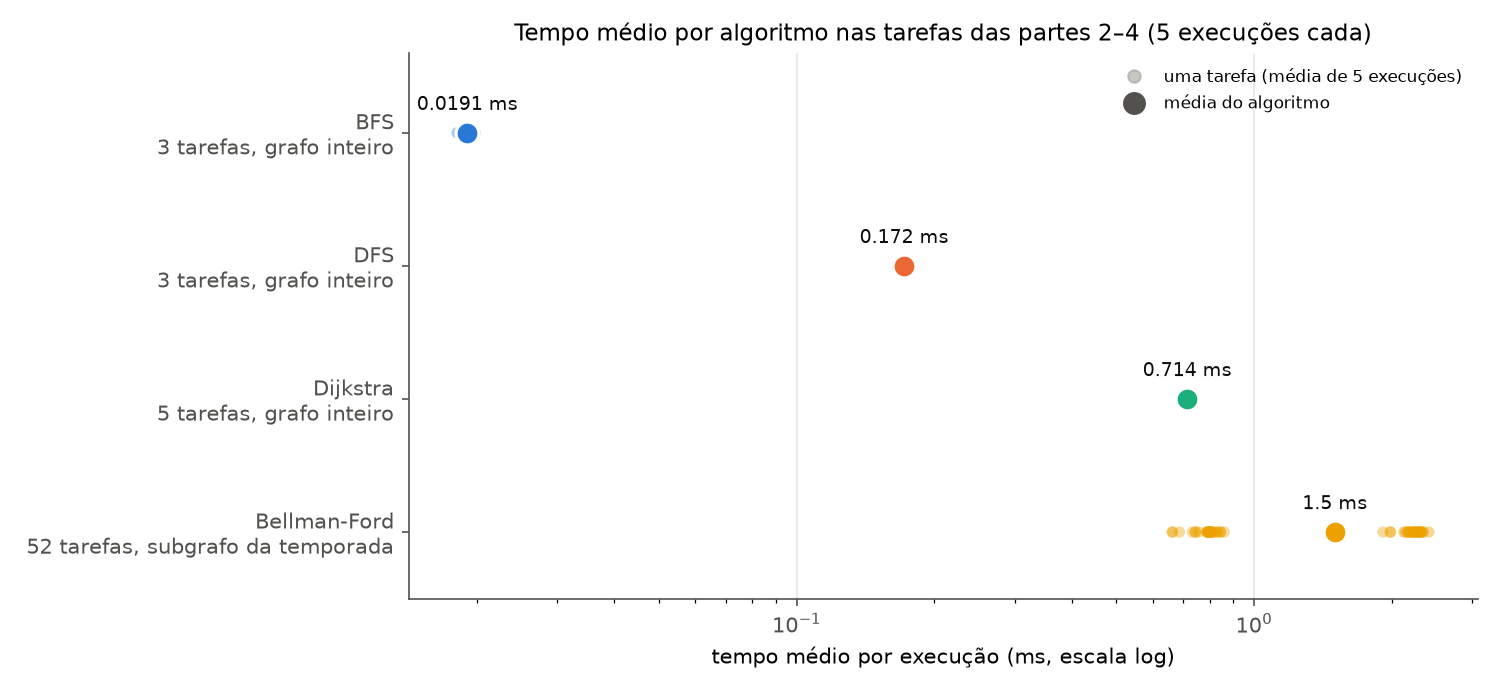 Tempo médio por algoritmo nas tarefas das partes 2–4 (5 execuções cada)
uma tarefa (média de 5 execuções)
média do algoritmo
0.0191 ms
BFS
3 tarefas, grafo inteiro
0.172 ms
DFS
3 tarefas, grafo inteiro
0.714 ms
Dijkstra
5 tarefas, grafo inteiro
1.5 ms
Bellman-Ford
52 tarefas, subgrafo da temporada
10⁻¹ 10⁰
tempo médio por execução (ms, escala log)